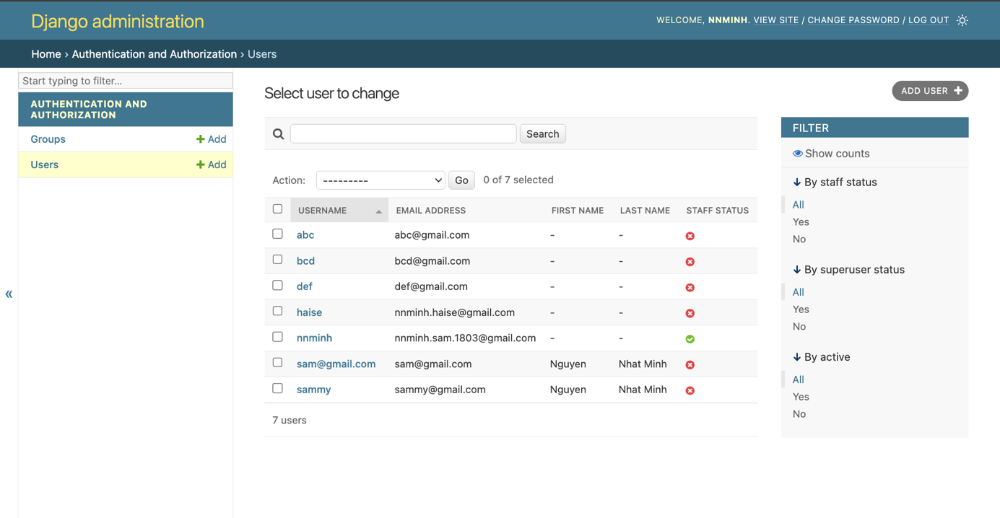 Django administration
WELCOME, NNMINH. VIEW SITE / CHANGE PASSWORD / LOG OUT
Home › Authentication and Authorization › Users
Start typing to filter...
AUTHENTICATION AND
AUTHORIZATION
Groups + Add
Users + Add
«
Select user to change
ADD USER +
Search
Action: --------- Go 0 of 7 selected
USERNAME EMAIL ADDRESS FIRST NAME LAST NAME STAFF STATUS
abc abc@gmail.com - -
bcd bcd@gmail.com - -
def def@gmail.com - -
haise nnminh.haise@gmail.com - -
nnminh nnminh.sam.1803@gmail.com - -
sam@gmail.com sam@gmail.com Nguyen Nhat Minh
sammy sammy@gmail.com Nguyen Nhat Minh
7 users
FILTER
Show counts
↓ By staff status
All
Yes
No
↓ By superuser status
All
Yes
No
↓ By active
All
Yes
No